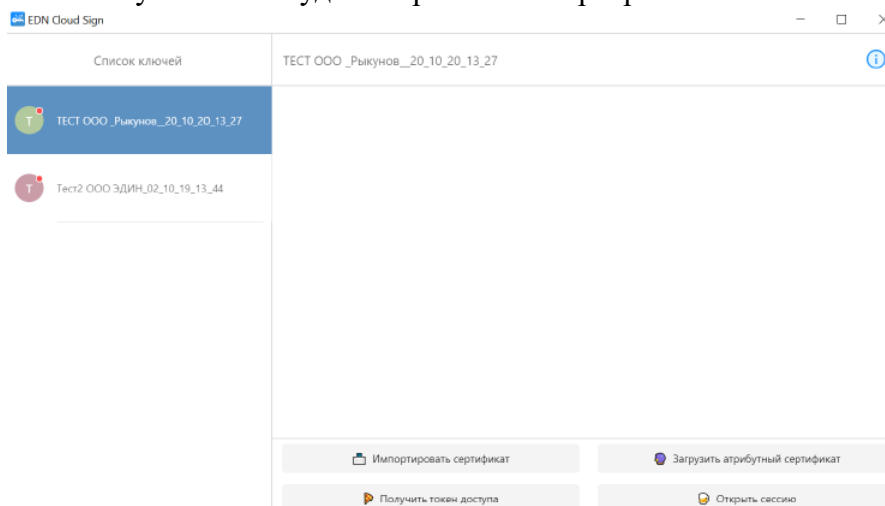 EDN Cloud Sign
Список ключей
ТЕСТ ООО _Рыкунов__20_10_20_13_27
Т
ТЕСТ ООО _Рыкунов__20_10_20_13_27
Т
Тест2 ООО ЭДИН_02_10_19_13_44
Импортировать сертификат
Загрузить атрибутный сертификат
Получить токен доступа
Открыть сессию